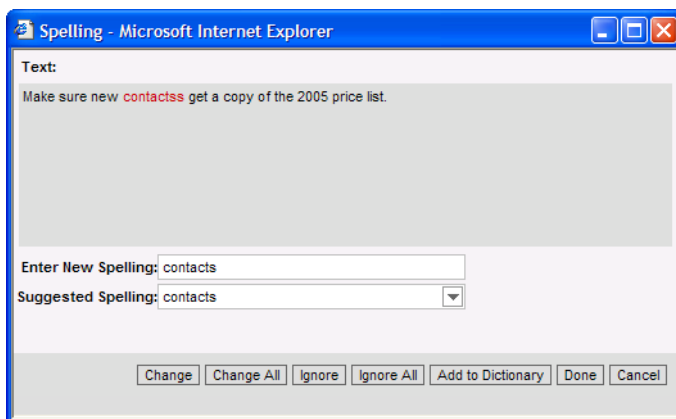 Spelling - Microsoft Internet Explorer
Text:
Make sure new contactss get a copy of the 2005 price list.
Enter New Spelling: contacts
Suggested Spelling: contacts
Change Change All Ignore Ignore All Add to Dictionary Done Cancel